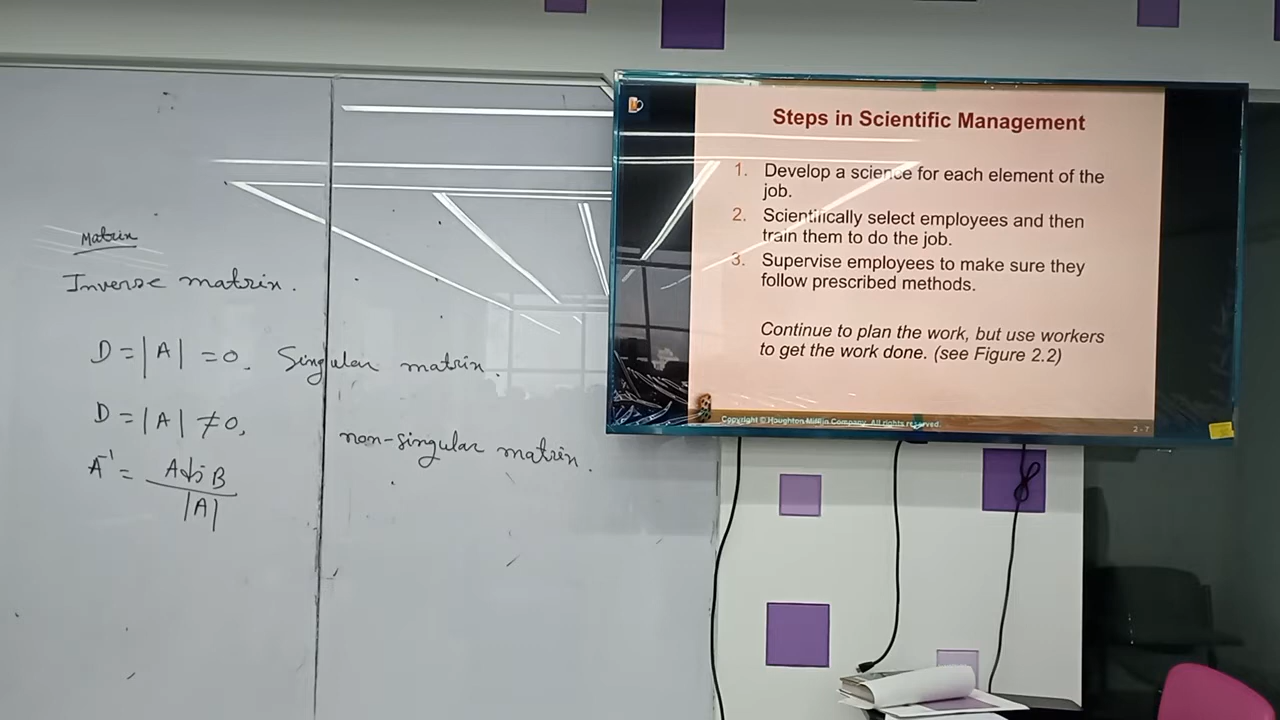 Matrix
Inverse matrix.
D = |A| = 0. Singular matrix.
D = |A| ≠ 0,
non-singular matrix.
A⁻¹ = Adj B
|A|
Steps in Scientific Management
1. Develop a science for each element of the
job.
2. Scientifically select employees and then
train them to do the job.
3. Supervise employees to make sure they
follow prescribed methods.
Continue to plan the work, but use workers
to get the work done. (see Figure 2.2)
Copyright © Houghton Mifflin Company. All rights reserved.
2 - 7